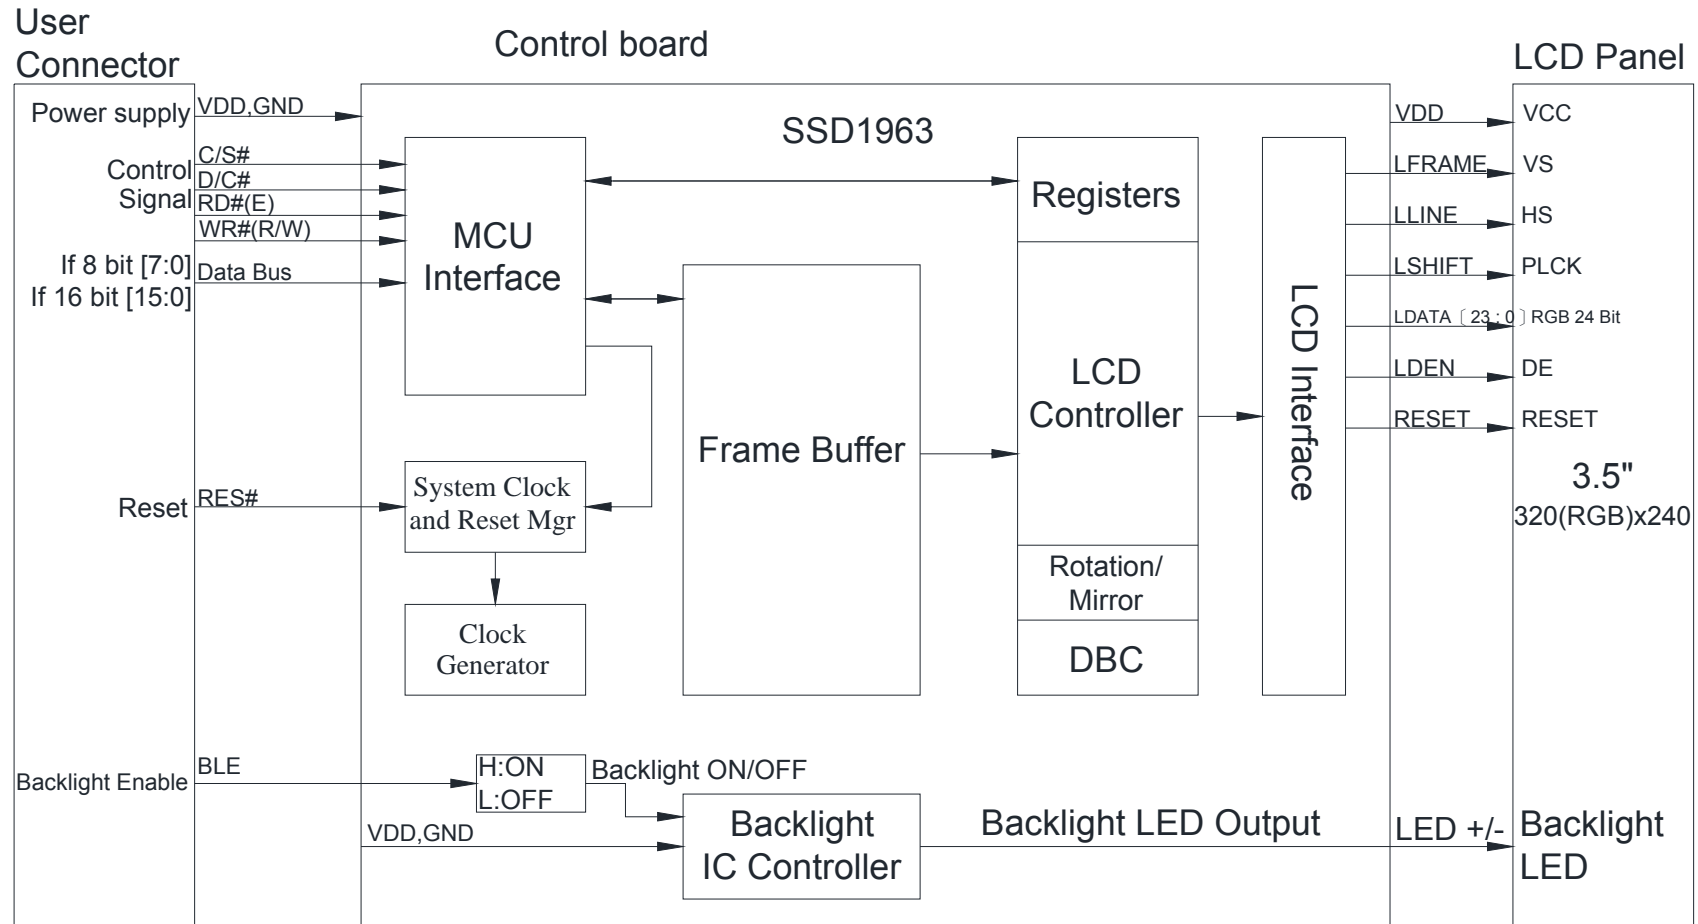 User
Connector
Control board
LCD Panel
Power supply
VDD,GND
Control
Signal
C/S#
D/C#
RD#(E)
WR#(R/W)
If 8 bit [7:0]
If 16 bit [15:0]
Data Bus
MCU
Interface
SSD1963
Registers
LCD
Controller
Rotation/
Mirror
DBC
Frame Buffer
LCD Interface
Reset
RES#
System Clock
and Reset Mgr
Clock
Generator
VDD
VCC
LFRAME
VS
LLINE
HS
LSHIFT
PLCK
LDATA〔23 : 0〕RGB 24 Bit
LDEN
DE
RESET
RESET
3.5"
320(RGB)x240
Backlight Enable
BLE
H:ON
L:OFF
Backlight ON/OFF
VDD,GND
Backlight
IC Controller
Backlight LED Output
LED +/-
Backlight
LED